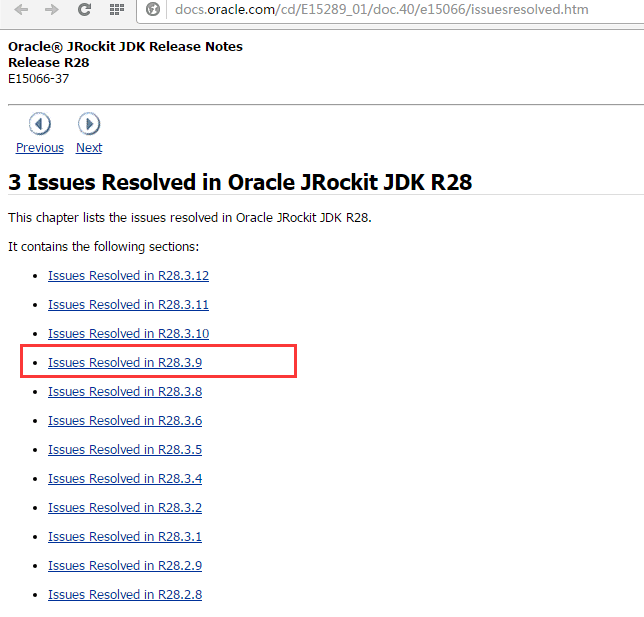 docs.oracle.com/cd/E15289_01/doc.40/e15066/issuesresolved.htm
Oracle® JRockit JDK Release Notes
Release R28
E15066-37
Previous Next
3 Issues Resolved in Oracle JRockit JDK R28
This chapter lists the issues resolved in Oracle JRockit JDK R28.
It contains the following sections:
• Issues Resolved in R28.3.12
• Issues Resolved in R28.3.11
• Issues Resolved in R28.3.10
• Issues Resolved in R28.3.9
• Issues Resolved in R28.3.8
• Issues Resolved in R28.3.6
• Issues Resolved in R28.3.5
• Issues Resolved in R28.3.4
• Issues Resolved in R28.3.2
• Issues Resolved in R28.3.1
• Issues Resolved in R28.2.9
• Issues Resolved in R28.2.8